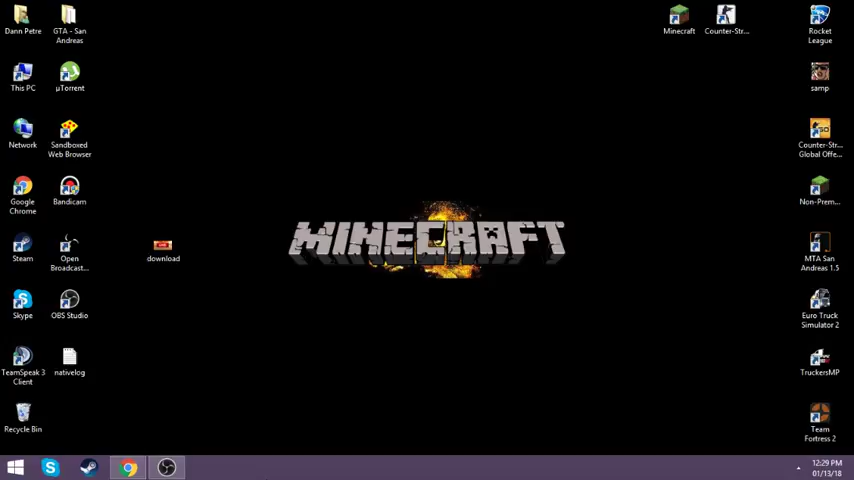 Dann Petre
GTA - San
Andreas
Minecraft
Counter-Str...
Rocket
League
This PC
µTorrent
samp
Network
Sandboxed
Web Browser
Counter-Str...
Global Offe...
Google
Chrome
Bandicam
Non-Prem...
Steam
Open
Broadcast...
download
MINECRAFT
MTA San
Andreas 1.5
Skype
OBS Studio
Euro Truck
Simulator 2
TeamSpeak 3
Client
nativelog
TruckersMP
Recycle Bin
Team
Fortress 2
12:29 PM
01/13/18